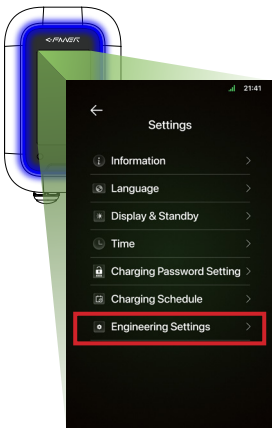 21:41
Settings
Information
Language
Display & Standby
Time
Charging Password Setting
Charging Schedule
Engineering Settings